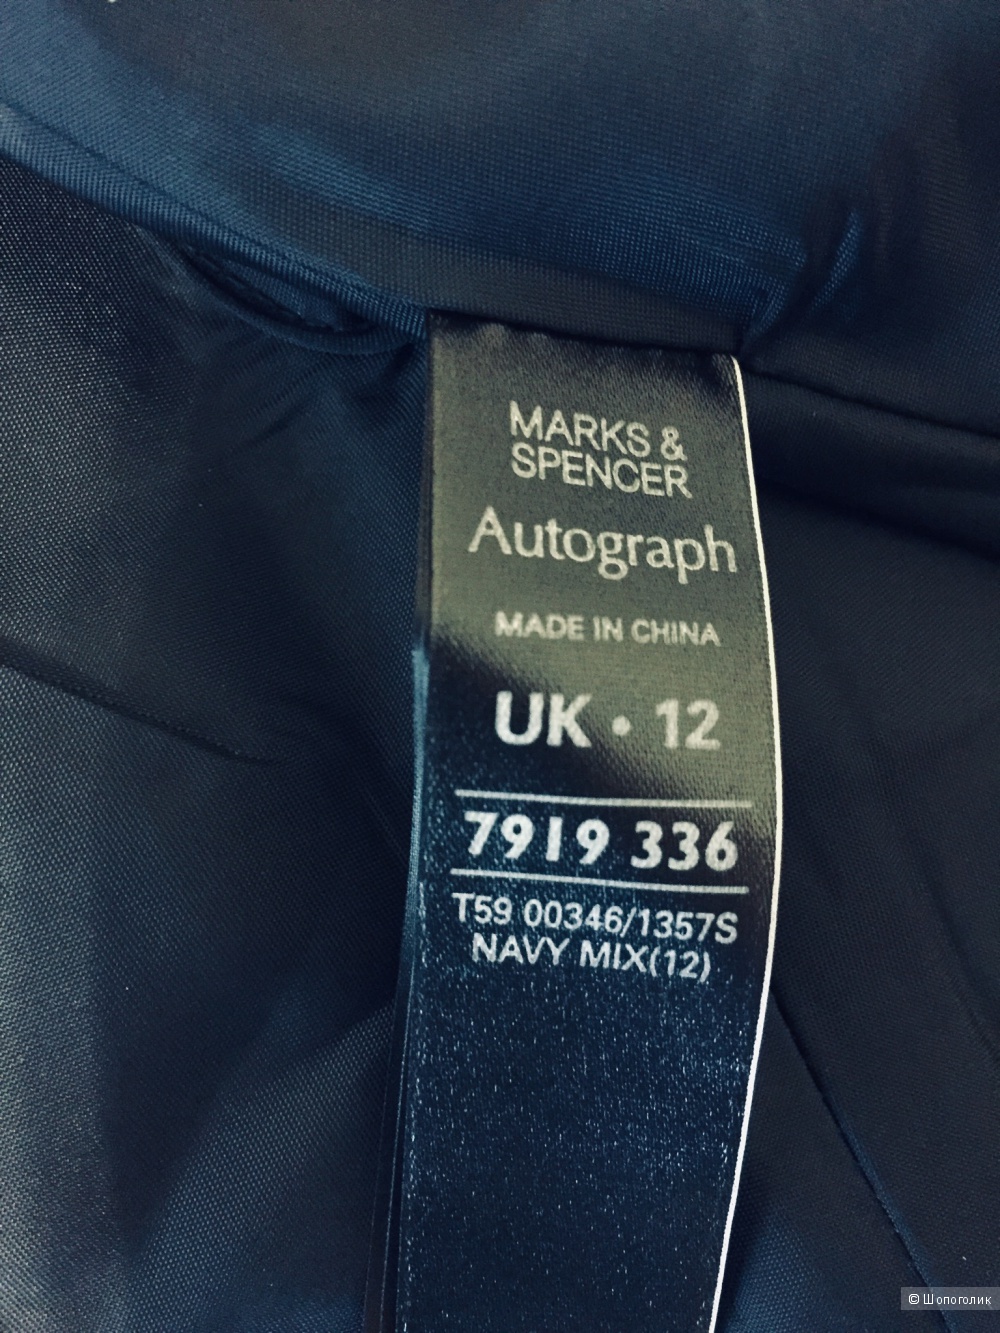 MARKS &
SPENCER
Autograph
MADE IN CHINA
UK • 12
7919 336
T59 00346/1357S
NAVY MIX(12)
© Шопоголик